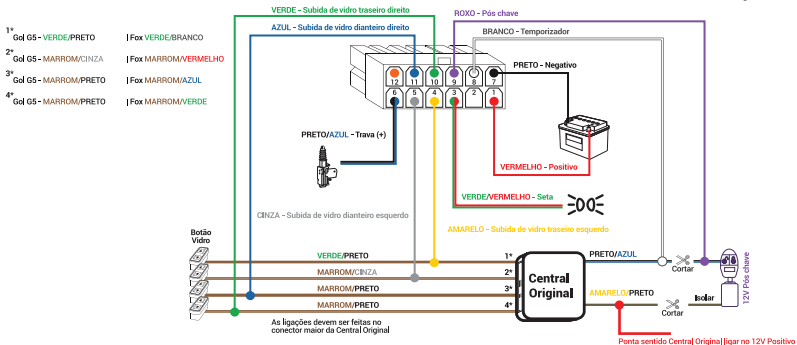 VERDE - Subida de vidro traseiro direito
AZUL - Subida de vidro dianteiro direito
ROXO - Pós chave
BRANCO - Temporizador
PRETO - Negativo
1*
Gol G5 - VERDE/PRETO | Fox VERDE/BRANCO
2*
Gol G5 - MARROM/CINZA | Fox MARROM/VERMELHO
3*
Gol G5 - MARROM/PRETO | Fox MARROM/AZUL
4*
Gol G5 - MARROM/PRETO | Fox MARROM/VERDE
12 11 10 9 8 7
6 5 4 3 2 1
PRETO/AZUL - Trava (+)
VERMELHO - Positivo
VERDE/VERMELHO - Seta
CINZA - Subida de vidro dianteiro esquerdo
AMARELO - Subida de vidro traseiro esquerdo
Botão
Vidro
VERDE/PRETO 1*
MARROM/CINZA 2*
MARROM/PRETO 3*
MARROM/PRETO 4*
As ligações devem ser feitas no
conector maior da Central Original
Central
Original
PRETO/AZUL
Cortar
AMARELO/PRETO
Isolar
Cortar
12V Pós chave
Ponta sentido Central Original ligar no 12V Positivo